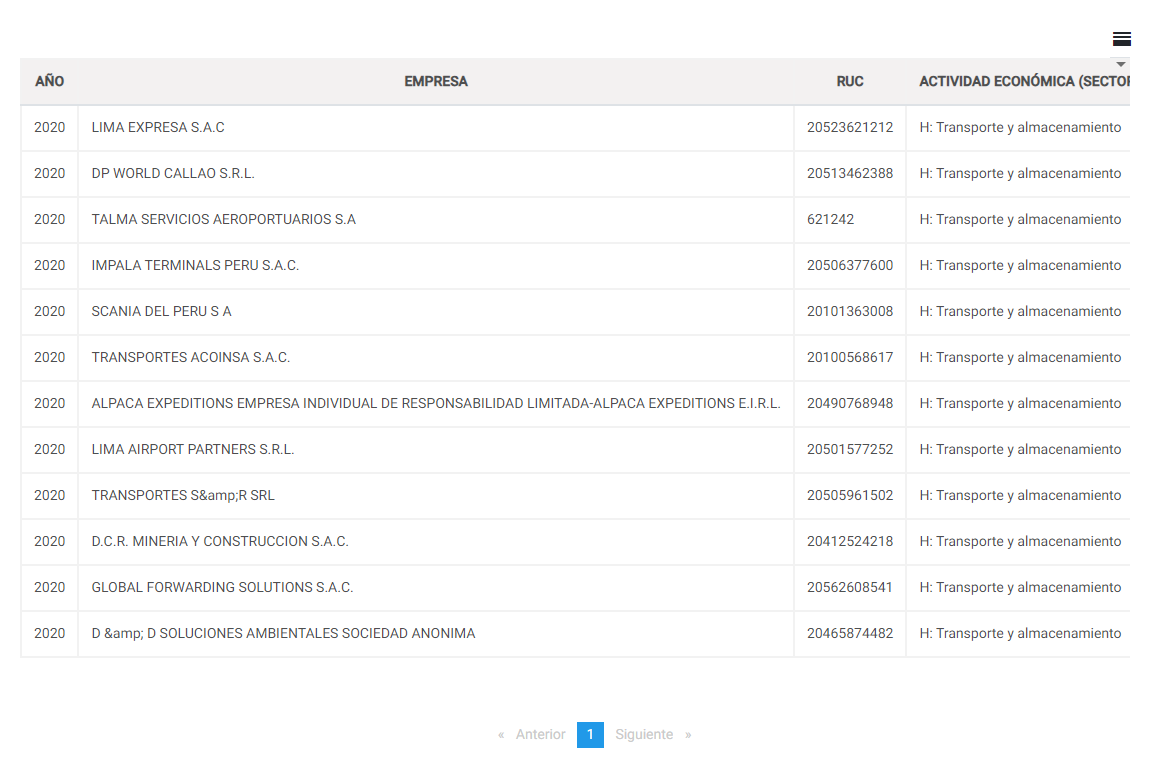 AÑO EMPRESA RUC ACTIVIDAD ECONÓMICA (SECTOR
2020 LIMA EXPRESA S.A.C 20523621212 H: Transporte y almacenamiento
2020 DP WORLD CALLAO S.R.L. 20513462388 H: Transporte y almacenamiento
2020 TALMA SERVICIOS AEROPORTUARIOS S.A 621242 H: Transporte y almacenamiento
2020 IMPALA TERMINALS PERU S.A.C. 20506377600 H: Transporte y almacenamiento
2020 SCANIA DEL PERU S A 20101363008 H: Transporte y almacenamiento
2020 TRANSPORTES ACOINSA S.A.C. 20100568617 H: Transporte y almacenamiento
2020 ALPACA EXPEDITIONS EMPRESA INDIVIDUAL DE RESPONSABILIDAD LIMITADA-ALPACA EXPEDITIONS E.I.R.L. 20490768948 H: Transporte y almacenamiento
2020 LIMA AIRPORT PARTNERS S.R.L. 20501577252 H: Transporte y almacenamiento
2020 TRANSPORTES S&amp;R SRL 20505961502 H: Transporte y almacenamiento
2020 D.C.R. MINERIA Y CONSTRUCCION S.A.C. 20412524218 H: Transporte y almacenamiento
2020 GLOBAL FORWARDING SOLUTIONS S.A.C. 20562608541 H: Transporte y almacenamiento
2020 D &amp; D SOLUCIONES AMBIENTALES SOCIEDAD ANONIMA 20465874482 H: Transporte y almacenamiento
« Anterior 1 Siguiente »